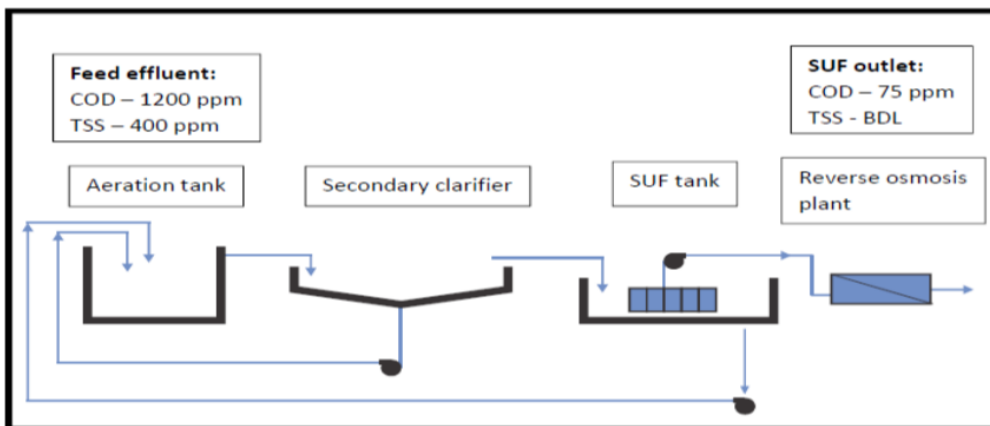 Feed effluent:
COD – 1200 ppm
TSS – 400 ppm
SUF outlet:
COD – 75 ppm
TSS - BDL
Aeration tank
Secondary clarifier
SUF tank
Reverse osmosis
plant